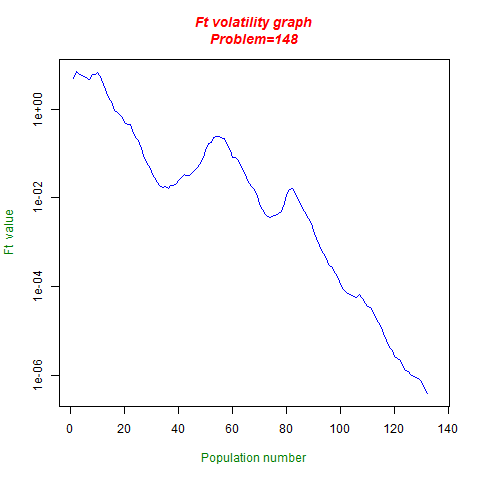 Ft volatility graph
Problem=148
1e+00
1e-02
1e-04
1e-06
Ft value
0 20 40 60 80 100 120 140
Population number